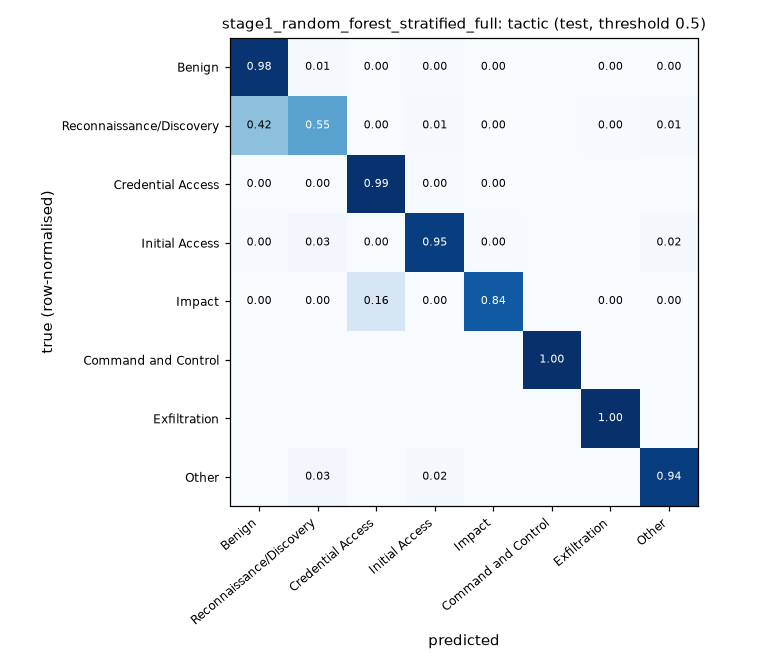 stage1_random_forest_stratified_full: tactic (test, threshold 0.5)
true (row-normalised)
Benign 0.98 0.01 0.00 0.00 0.00 0.00 0.00
Reconnaissance/Discovery 0.42 0.55 0.00 0.01 0.00 0.00 0.01
Credential Access 0.00 0.00 0.99 0.00 0.00
Initial Access 0.00 0.03 0.00 0.95 0.00 0.02
Impact 0.00 0.00 0.16 0.00 0.84 0.00 0.00
Command and Control 1.00
Exfiltration 1.00
Other 0.03 0.02 0.94
Benign
Reconnaissance/Discovery
Credential Access
Initial Access
Impact
Command and Control
Exfiltration
Other
predicted